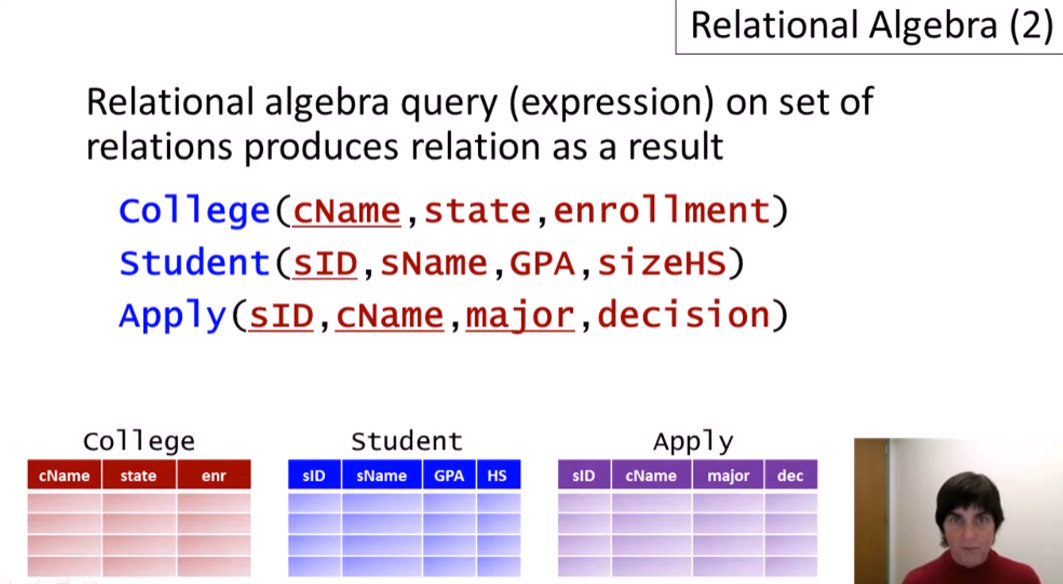 Relational Algebra (2)
Relational algebra query (expression) on set of
relations produces relation as a result
College(cName,state,enrollment)
Student(sID,sName,GPA,sizeHS)
Apply(sID,cName,major,decision)
College
cName state enr
Student
sID sName GPA HS
Apply
sID cName major dec